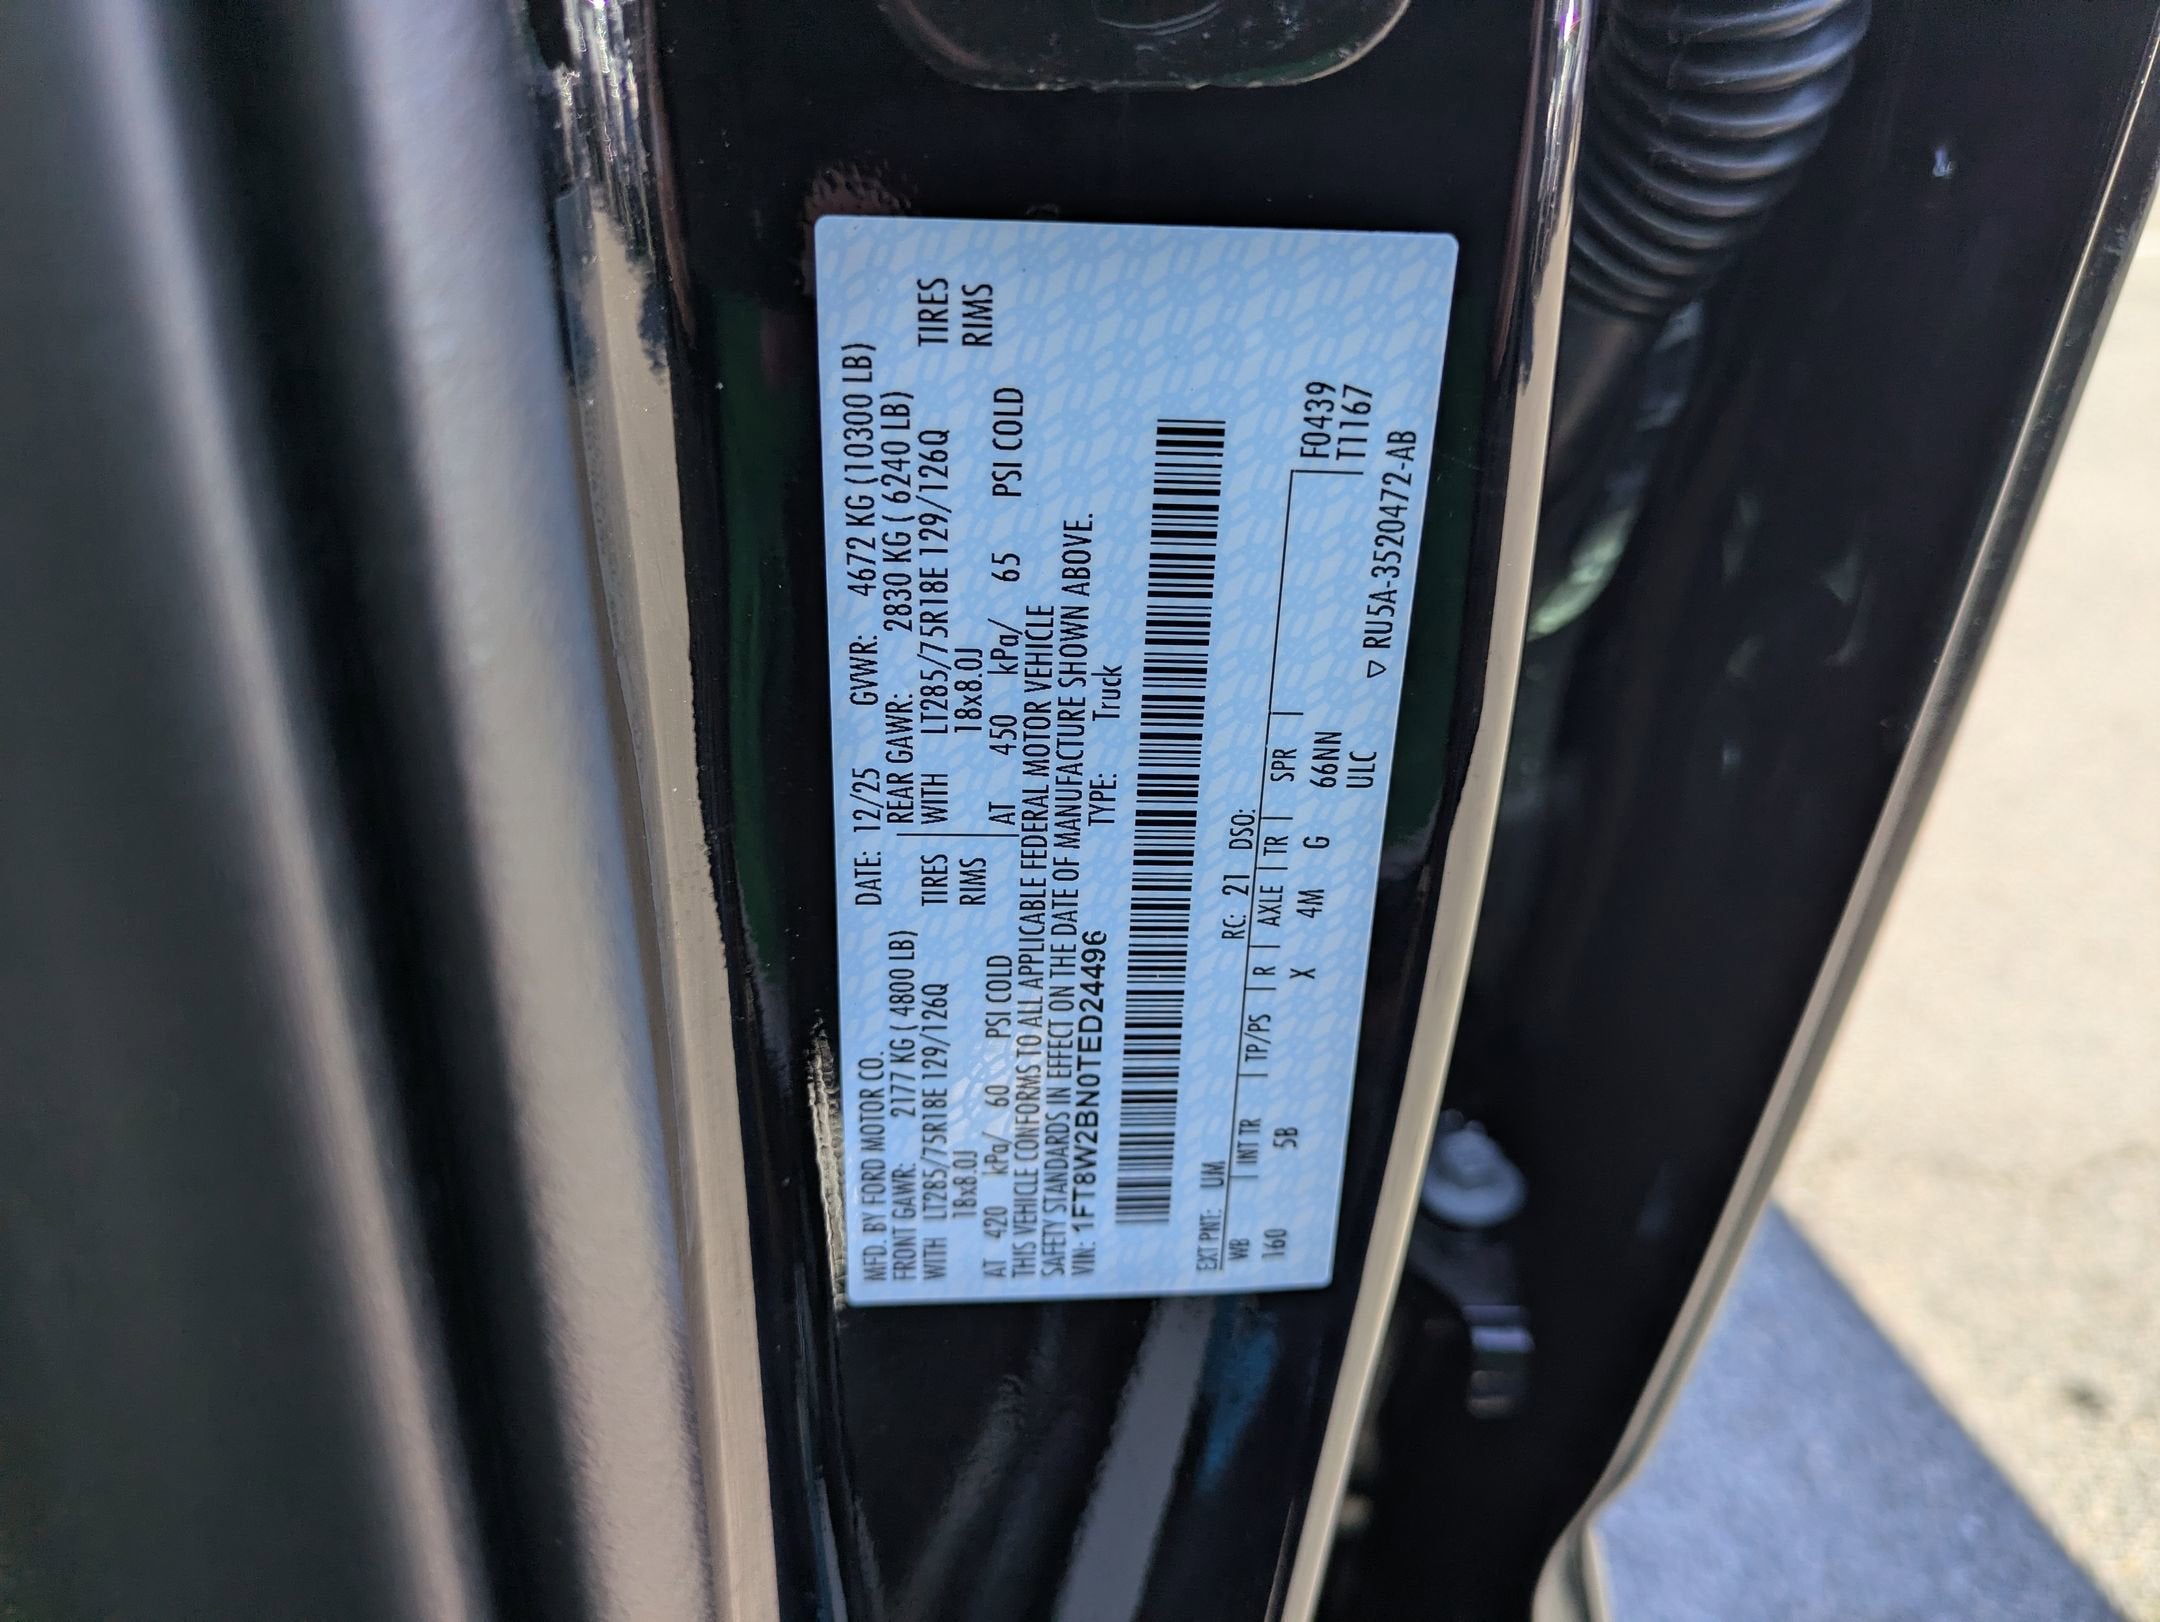 MFD. BY FORD MOTOR CO. DATE: 12/25 GVWR: 4672 KG (10300 LB)
FRONT GAWR: 2177 KG ( 4800 LB) REAR GAWR: 2830 KG ( 6240 LB)
WITH LT285/75R18E 129/126Q TIRES WITH LT285/75R18E 129/126Q TIRES
18x8.0J RIMS 18x8.0J RIMS
AT 420 kPa/ 60 PSI COLD AT 450 kPa/ 65 PSI COLD
THIS VEHICLE CONFORMS TO ALL APPLICABLE FEDERAL MOTOR VEHICLE
SAFETY STANDARDS IN EFFECT ON THE DATE OF MANUFACTURE SHOWN ABOVE.
VIN: 1FT8W2BN0TED24496 TYPE: Truck
EXT PNT: UM RC: 21 DSO:
WB INT TR TP/PS R AXLE TR SPR F0439
160 5B X 4M G 66NN T1167
ULC
▽ RU5A-3520472-AB